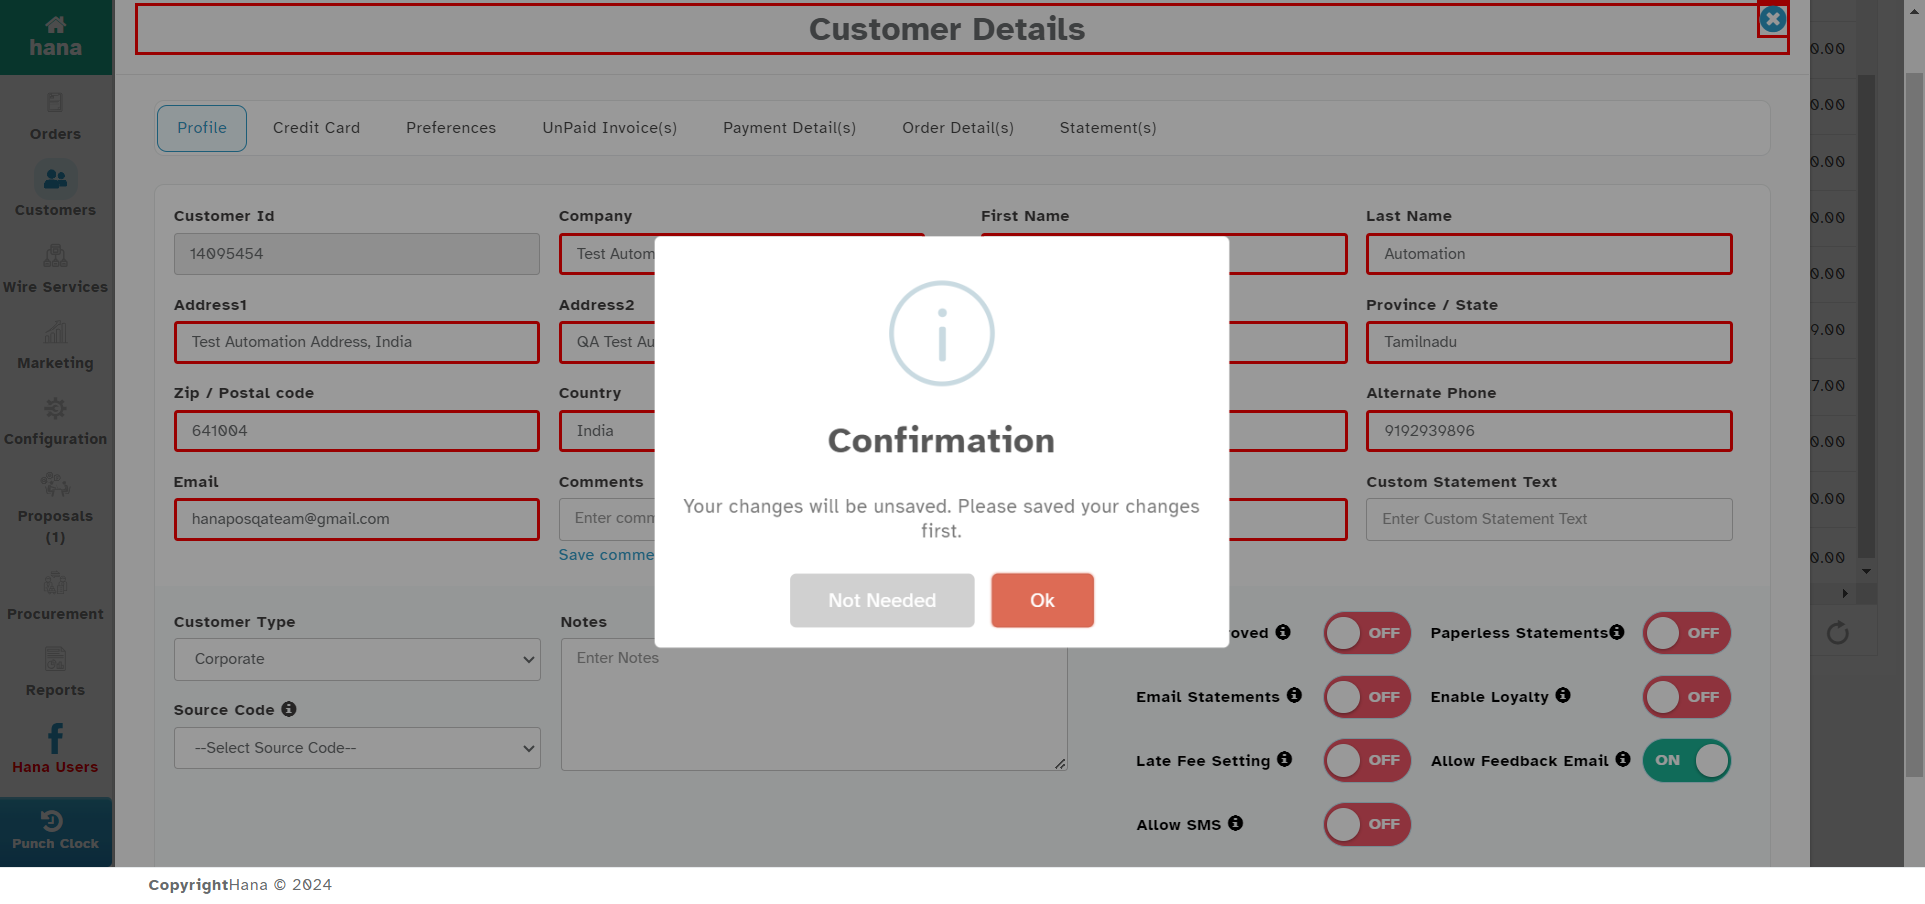 hana
Customer Details
Orders
Customers
Wire Services
Marketing
Configuration
Proposals
(1)
Procurement
Reports
Hana Users
Punch Clock
Profile
Credit Card
Preferences
UnPaid Invoice(s)
Payment Detail(s)
Order Detail(s)
Statement(s)
Customer Id
Company
First Name
Last Name
14095454
Test Autom
Automation
Address1
Address2
Province / State
Test Automation Address, India
QA Test Au
Tamilnadu
Zip / Postal code
Country
Alternate Phone
641004
India
9192939896
Email
Comments
Custom Statement Text
hanaposqateam@gmail.com
Enter comm
Enter Custom Statement Text
Save comme
Confirmation
Your changes will be unsaved. Please saved your changes
first.
Not Needed
Ok
Customer Type
Corporate
Source Code
--Select Source Code--
Notes
Enter Notes
oved
OFF
Paperless Statements
OFF
Email Statements
OFF
Enable Loyalty
OFF
Late Fee Setting
OFF
Allow Feedback Email
ON
Allow SMS
OFF
0.00
0.00
0.00
0.00
0.00
9.00
7.00
0.00
0.00
0.00
CopyrightHana © 2024